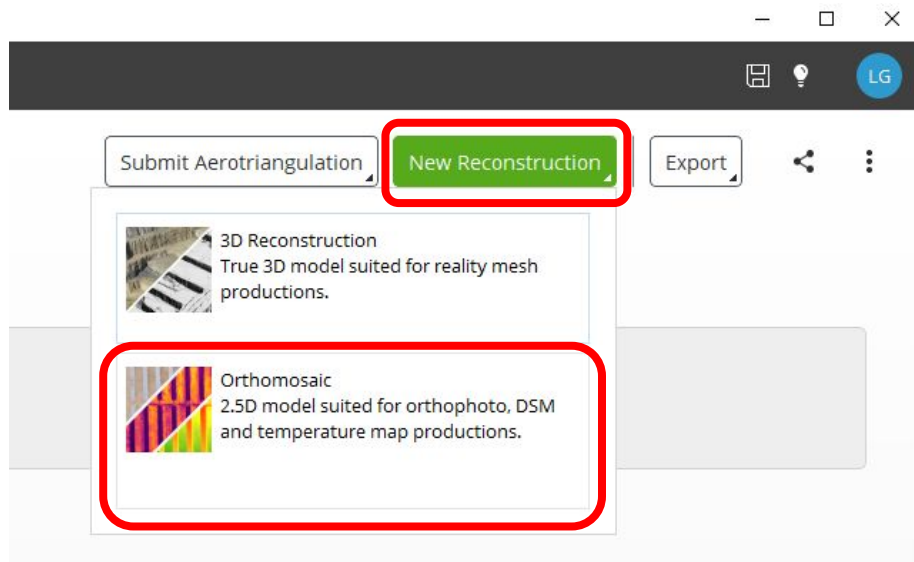 LG
Submit Aerotriangulation
New Reconstruction
Export
3D Reconstruction
True 3D model suited for reality mesh
productions.
Orthomosaic
2.5D model suited for orthophoto, DSM
and temperature map productions.